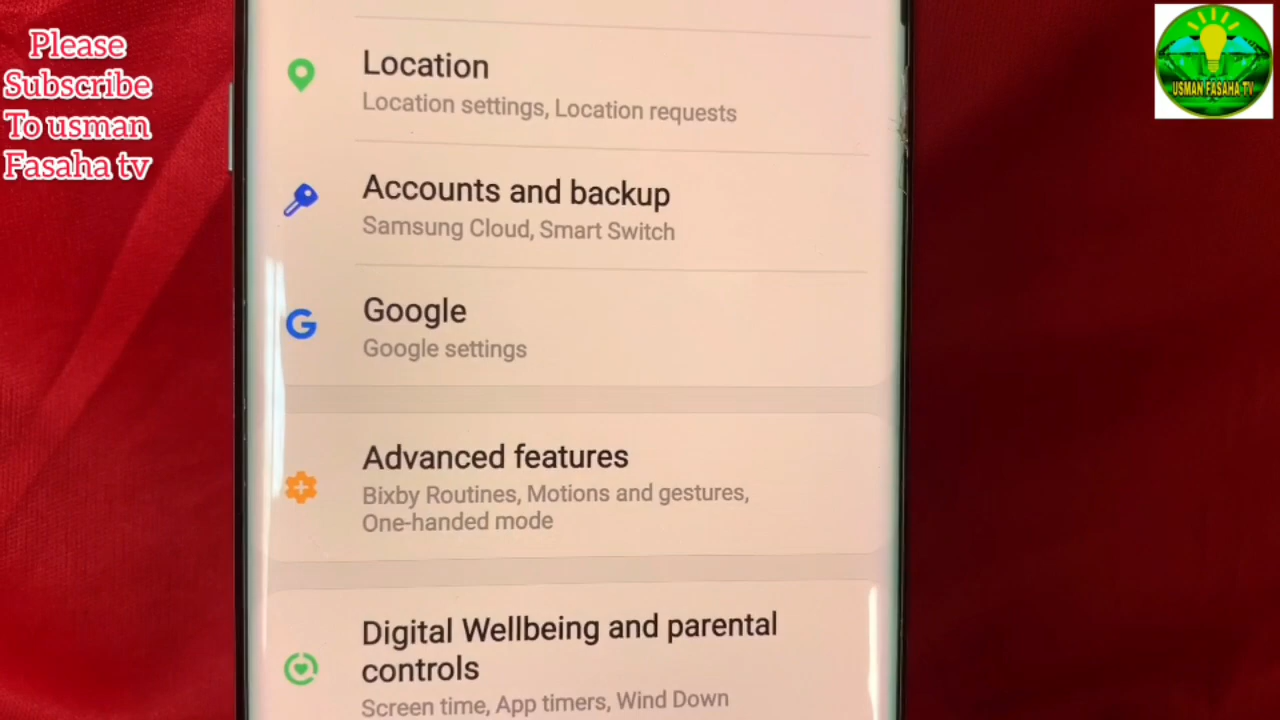 Please
Subscribe
To usman
Fasaha tv
USMAN FASAHA TV
Location
Location settings, Location requests
Accounts and backup
Samsung Cloud, Smart Switch
Google
Google settings
Advanced features
Bixby Routines, Motions and gestures,
One-handed mode
Digital Wellbeing and parental
controls
Screen time, App timers, Wind Down